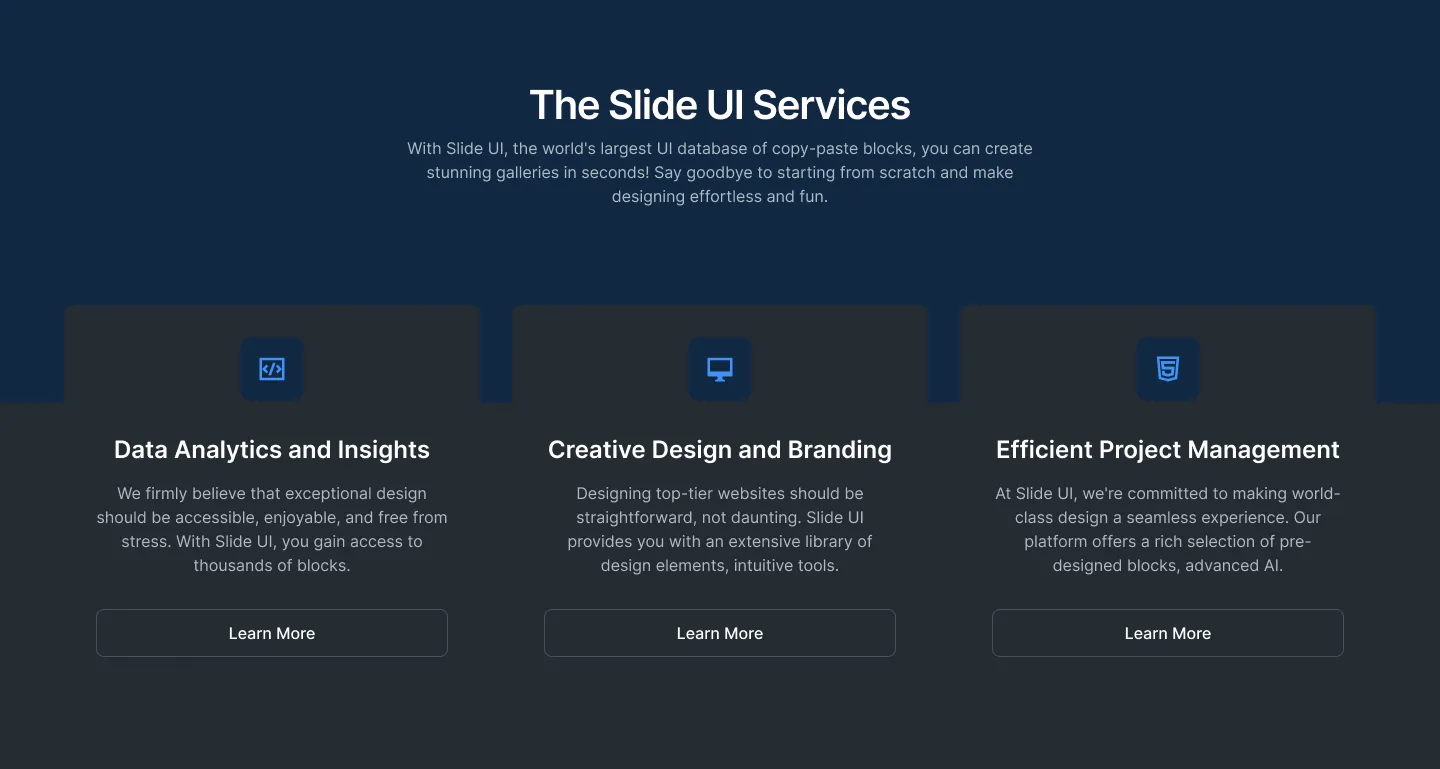 The Slide UI Services
With Slide UI, the world's largest UI database of copy-paste blocks, you can create
stunning galleries in seconds! Say goodbye to starting from scratch and make
designing effortless and fun.
Data Analytics and Insights
We firmly believe that exceptional design
should be accessible, enjoyable, and free from
stress. With Slide UI, you gain access to
thousands of blocks.
Learn More
Creative Design and Branding
Designing top-tier websites should be
straightforward, not daunting. Slide UI
provides you with an extensive library of
design elements, intuitive tools.
Learn More
Efficient Project Management
At Slide UI, we're committed to making world-
class design a seamless experience. Our
platform offers a rich selection of pre-
designed blocks, advanced AI.
Learn More